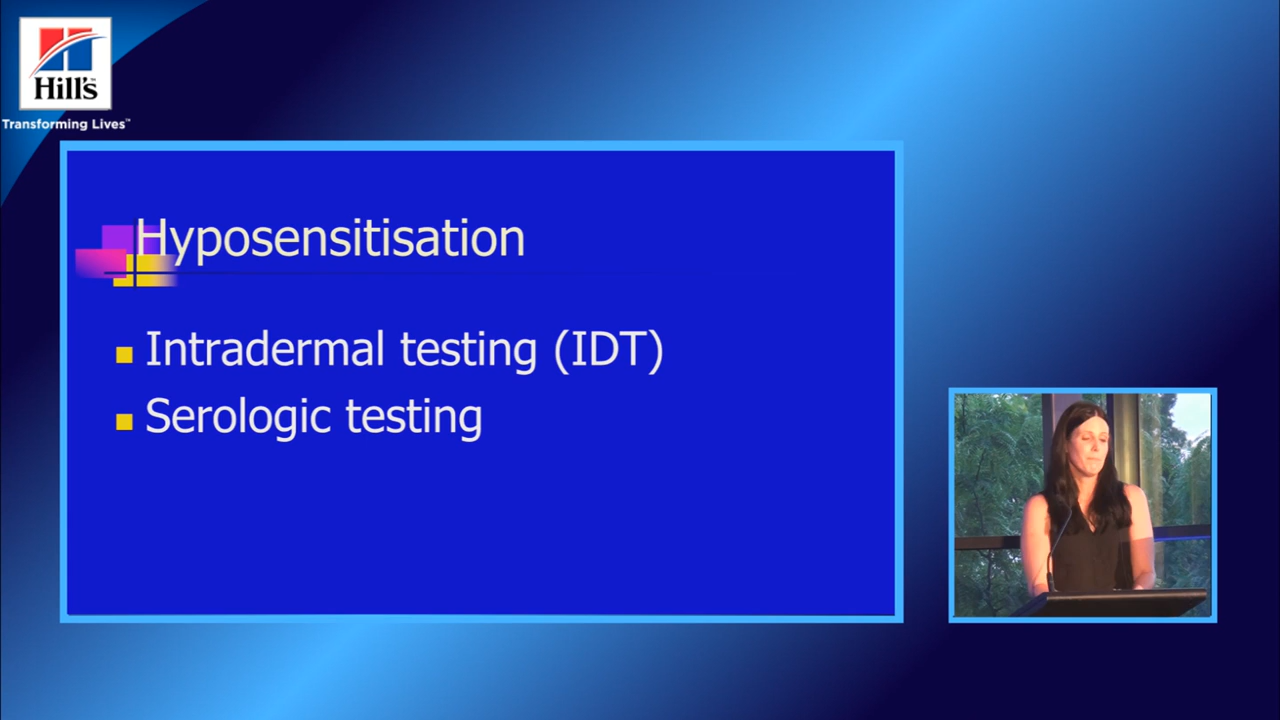 Hill's
Transforming Lives™
Hyposensitisation
Intradermal testing (IDT)
Serologic testing